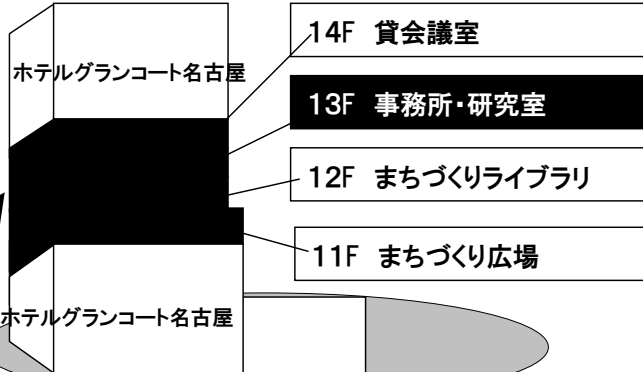 14F 貸会議室
ホテルグランコート名古屋
13F 事務所・研究室
12F まちづくりライブラリ
11F まちづくり広場
ホテルグランコート名古屋